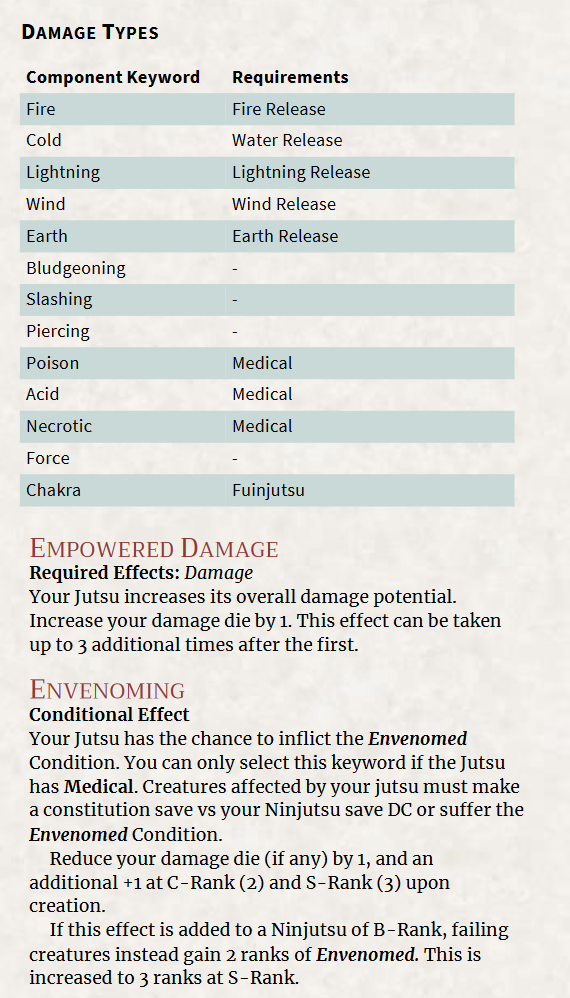 Damage Types
Component Keyword Requirements
Fire Fire Release
Cold Water Release
Lightning Lightning Release
Wind Wind Release
Earth Earth Release
Bludgeoning -
Slashing -
Piercing -
Poison Medical
Acid Medical
Necrotic Medical
Force -
Chakra Fuinjutsu
Empowered Damage
Required Effects: Damage
Your Jutsu increases its overall damage potential.
Increase your damage die by 1. This effect can be taken
up to 3 additional times after the first.
Envenoming
Conditional Effect
Your Jutsu has the chance to inflict the Envenomed
Condition. You can only select this keyword if the Jutsu
has Medical. Creatures affected by your jutsu must make
a constitution save vs your Ninjutsu save DC or suffer the
Envenomed Condition.
Reduce your damage die (if any) by 1, and an
additional +1 at C-Rank (2) and S-Rank (3) upon
creation.
If this effect is added to a Ninjutsu of B-Rank, failing
creatures instead gain 2 ranks of Envenomed. This is
increased to 3 ranks at S-Rank.